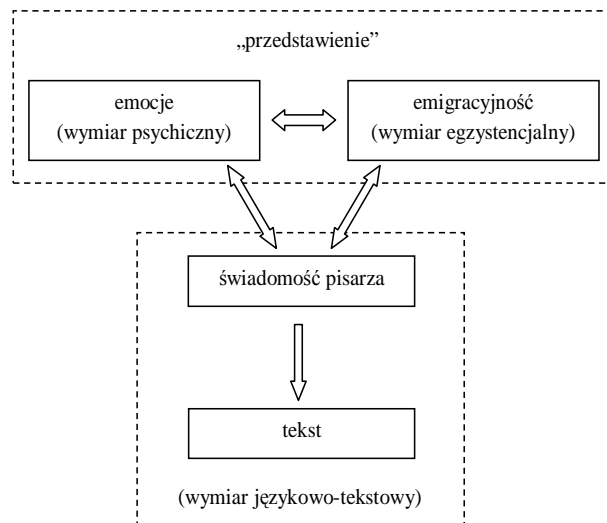 „przedstawienie”
emocje
(wymiar psychiczny)
emigracyjność
(wymiar egzystencjalny)
świadomość pisarza
tekst
(wymiar językowo-tekstowy)